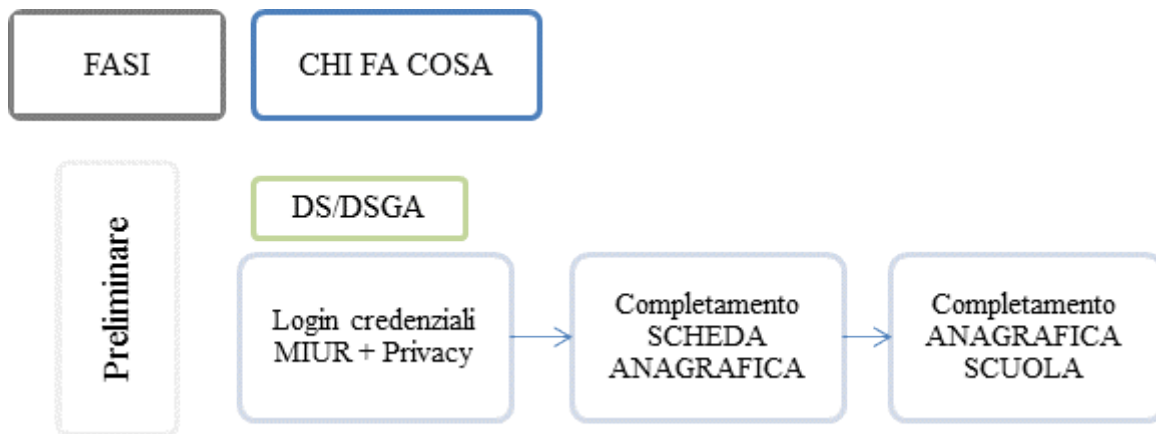 FASI
CHI FA COSA
Preliminare
DS/DSGA
Login credenziali
MIUR + Privacy
Completamento
SCHEDA
ANAGRAFICA
Completamento
ANAGRAFICA
SCUOLA